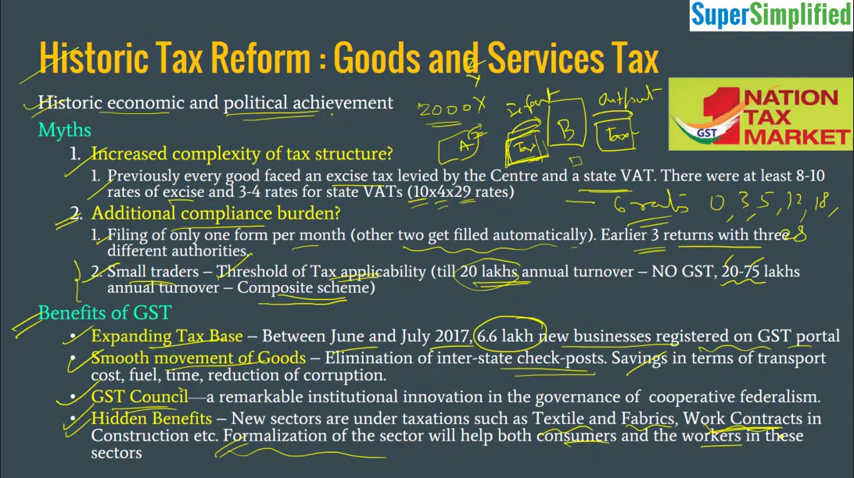 SuperSimplified
Historic Tax Reform : Goods and Services Tax
Historic economic and political achievement
2000
Input
Output
A
Tax
B
Tax
1 NATION
TAX
MARKET
GST
Myths
1. Increased complexity of tax structure?
1. Previously every good faced an excise tax levied by the Centre and a state VAT. There were at least 8-10
rates of excise and 3-4 rates for state VATs (10x4x29 rates)
6 rates 0, 3, 5, 12, 18,
28
2. Additional compliance burden?
1. Filing of only one form per month (other two get filled automatically). Earlier 3 returns with three
different authorities.
2. Small traders – Threshold of Tax applicability (till 20 lakhs annual turnover - NO GST, 20-75 lakhs
annual turnover – Composite scheme)
Benefits of GST
• Expanding Tax Base – Between June and July 2017, 6.6 lakh new businesses registered on GST portal
• Smooth movement of Goods – Elimination of inter-state check-posts. Savings in terms of transport
cost, fuel, time, reduction of corruption.
• GST Council—a remarkable institutional innovation in the governance of cooperative federalism.
• Hidden Benefits – New sectors are under taxations such as Textile and Fabrics, Work Contracts in
Construction etc. Formalization of the sector will help both consumers and the workers in these
sectors